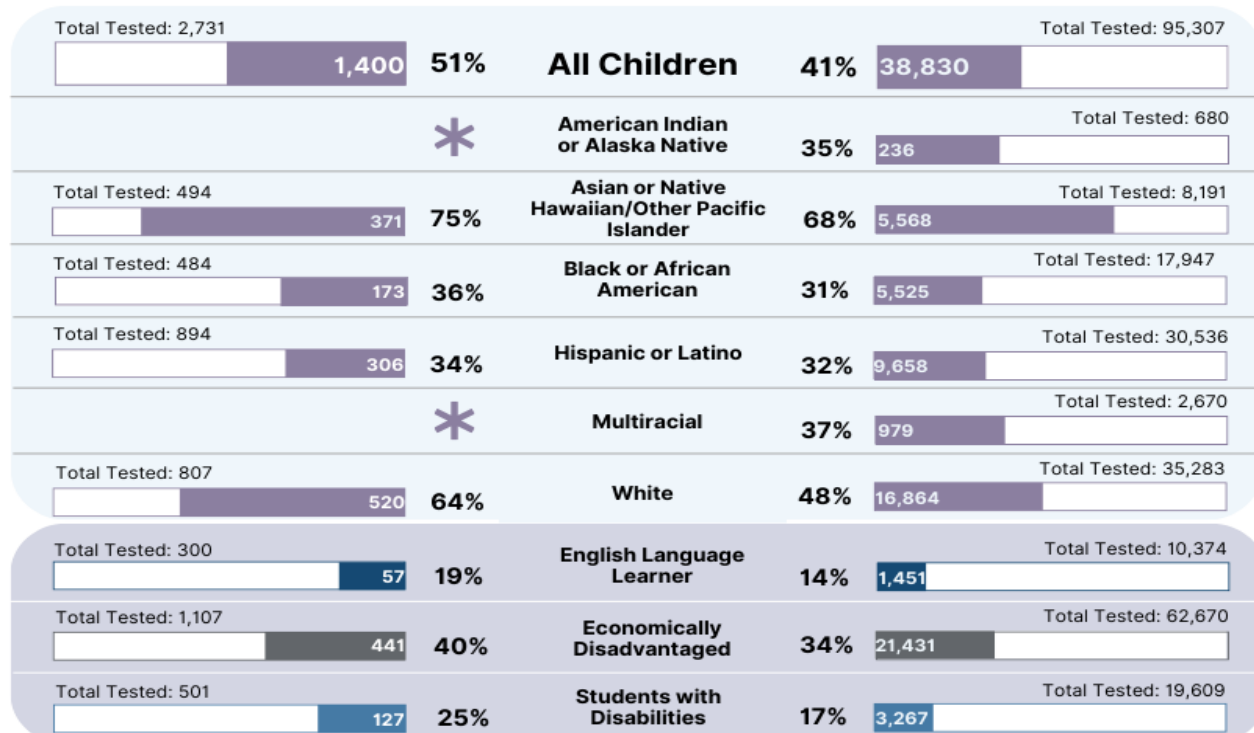 Total Tested: 2,731
Total Tested: 95,307
1,400 51% All Children 41% 38,830
Total Tested: 680
*
American Indian
or Alaska Native
35% 236
Total Tested: 494
Asian or Native
Hawaiian/Other Pacific
Islander
Total Tested: 8,191
371 75% 68% 5,568
Total Tested: 484
Black or African
American
Total Tested: 17,947
173 36% 31% 5,525
Total Tested: 894
Total Tested: 30,536
306 34% Hispanic or Latino 32% 9,658
Total Tested: 2,670
* Multiracial 37% 979
Total Tested: 807
Total Tested: 35,283
520 64% White 48% 16,864
Total Tested: 300
English Language
Learner
Total Tested: 10,374
57 19% 14% 1,451
Total Tested: 1,107
Economically
Disadvantaged
Total Tested: 62,670
441 40% 34% 21,431
Total Tested: 501
Students with
Disabilities
Total Tested: 19,609
127 25% 17% 3,267